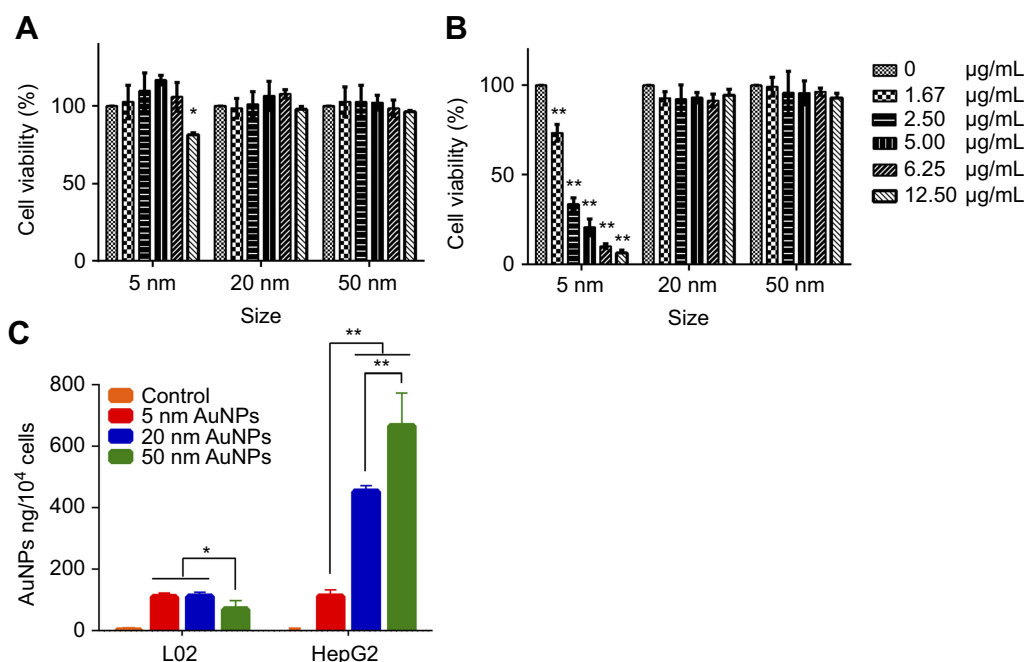 A
Cell viability (%)
100
50
0
*
5 nm
20 nm
50 nm
Size
B
Cell viability (%)
100
50
0
**
**
**
**
**
5 nm
20 nm
50 nm
Size
0 µg/mL
1.67 µg/mL
2.50 µg/mL
5.00 µg/mL
6.25 µg/mL
12.50 µg/mL
C
AuNPs ng/10⁴ cells
800
600
400
200
0
Control
5 nm AuNPs
20 nm AuNPs
50 nm AuNPs
*
**
**
L02
HepG2